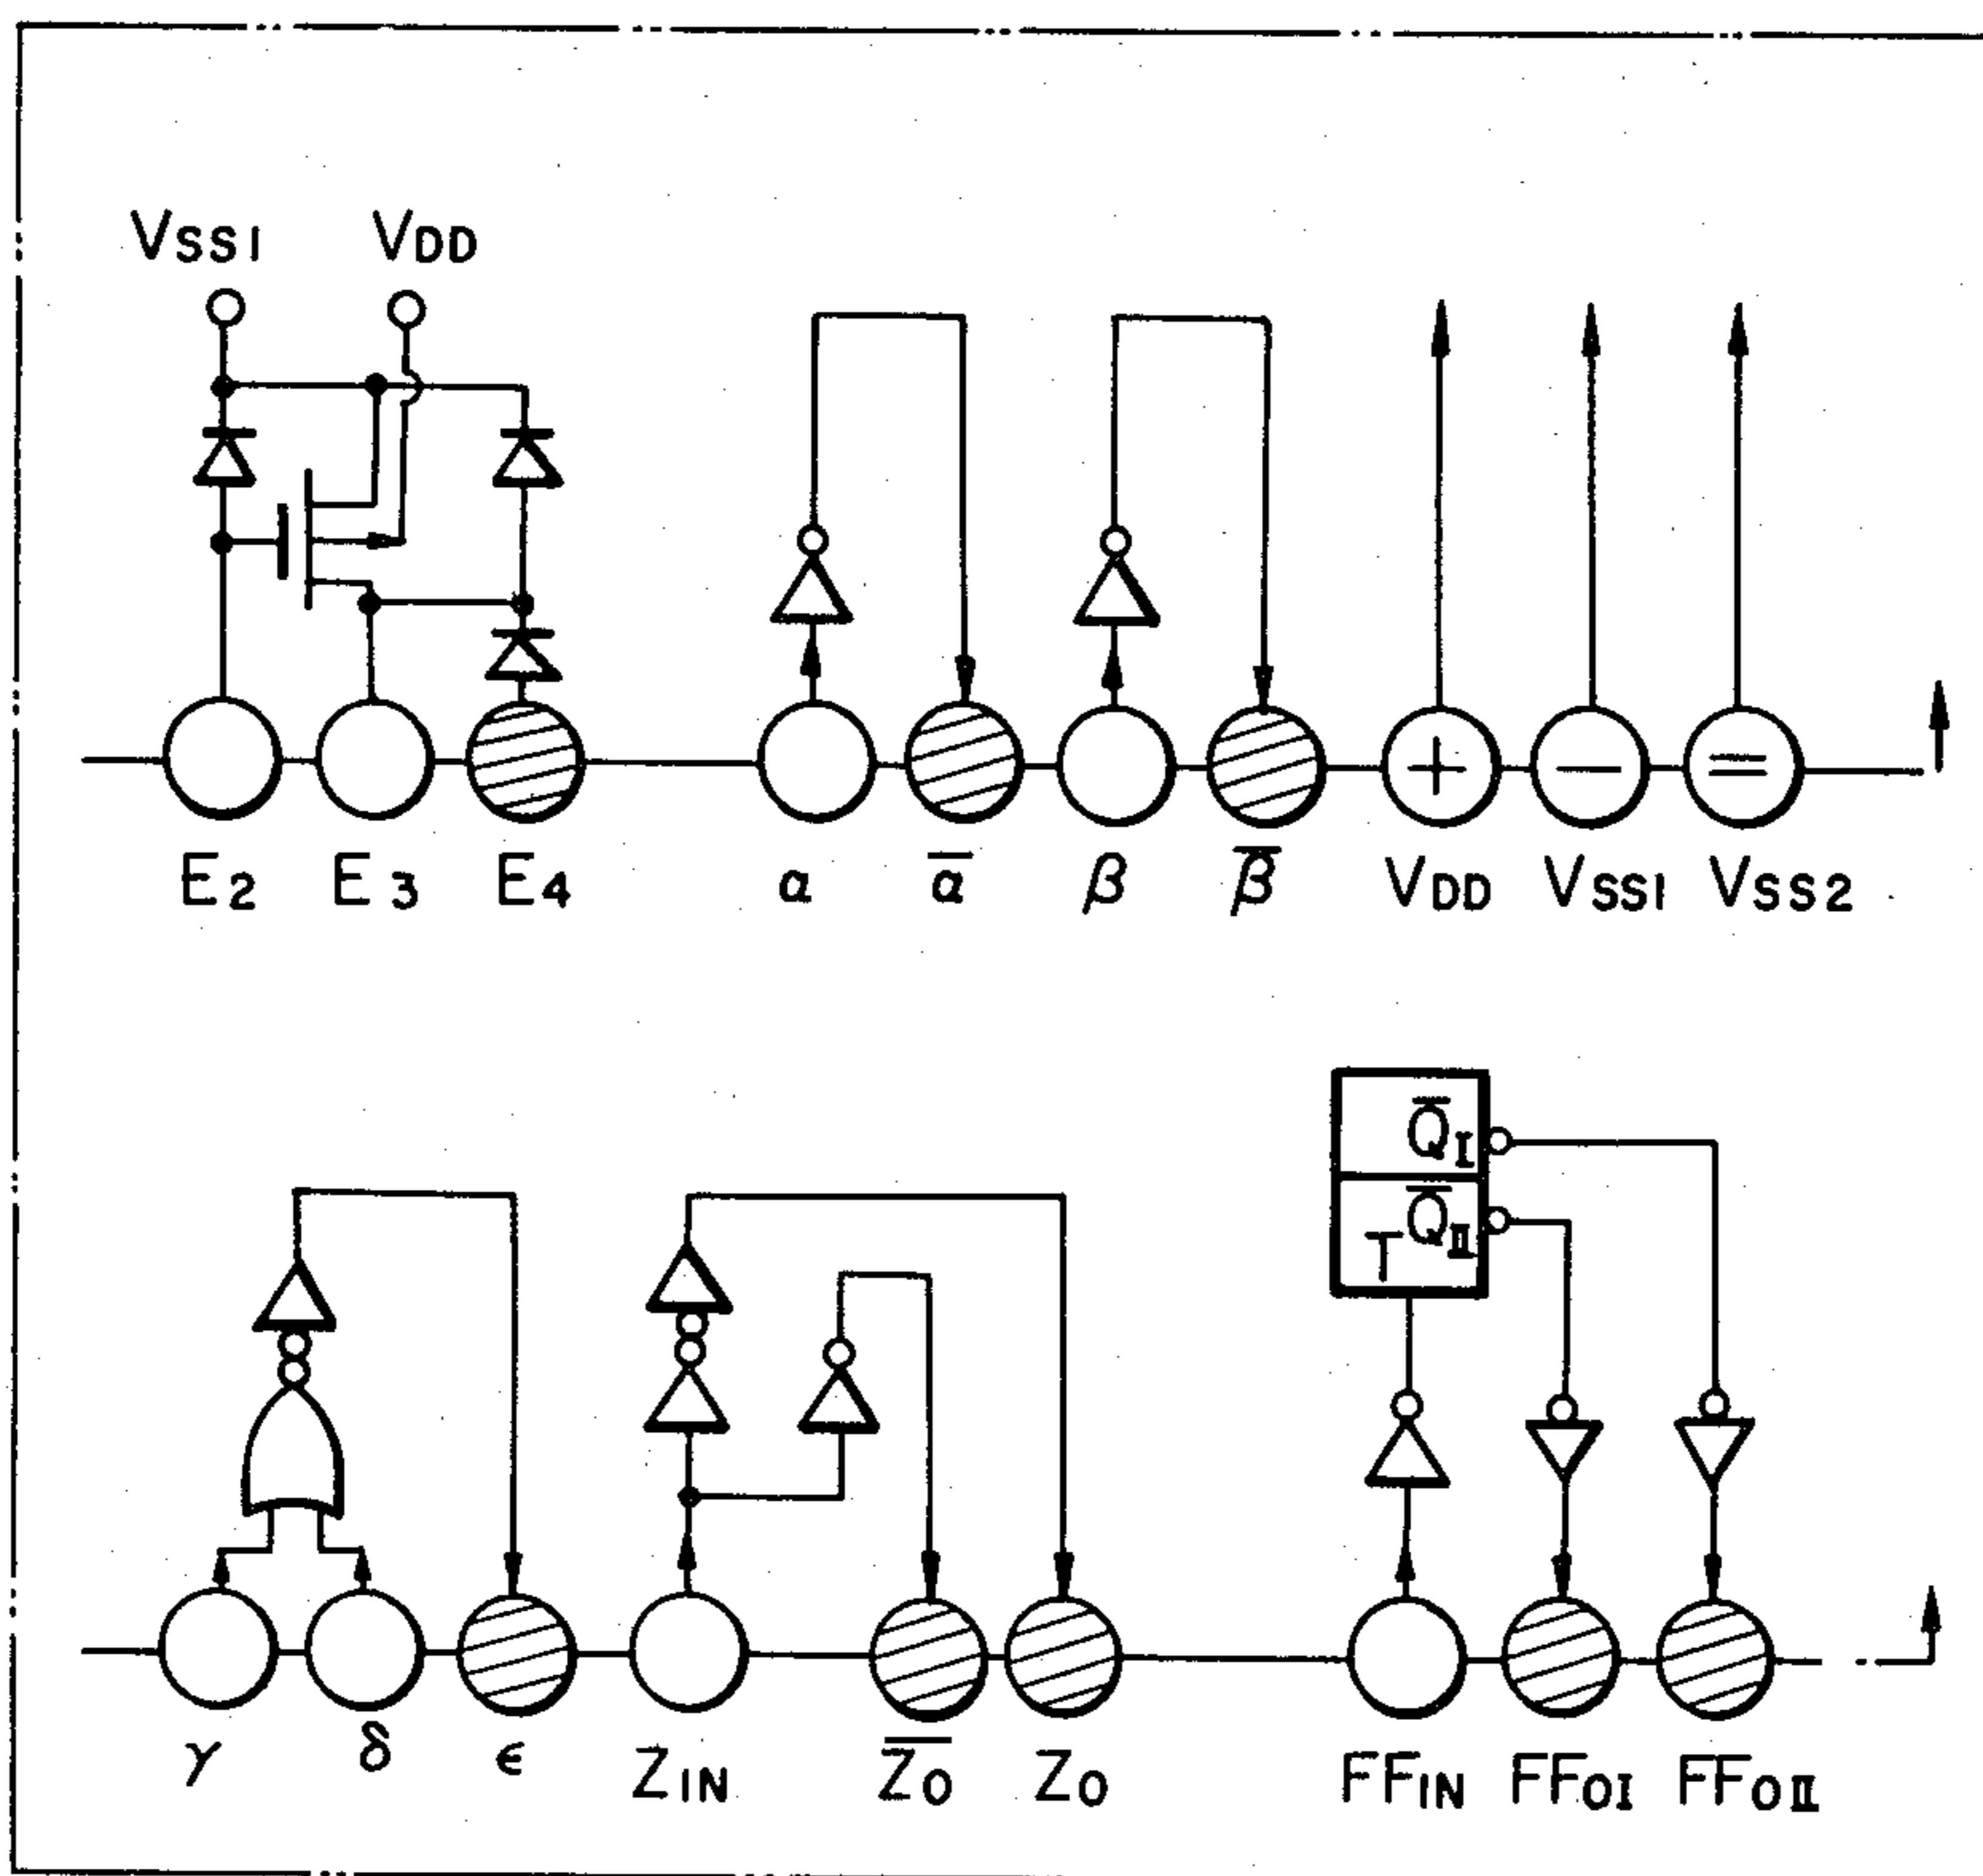 VSS1 VDD
+ − =
E2 E3 E4 α α̅ β β̅ VDD VSS1 VSS2
Q̅I
Q̅II
T
γ δ ϵ ZIN Z̅O̅ ZO FFIN FFOI FFOII